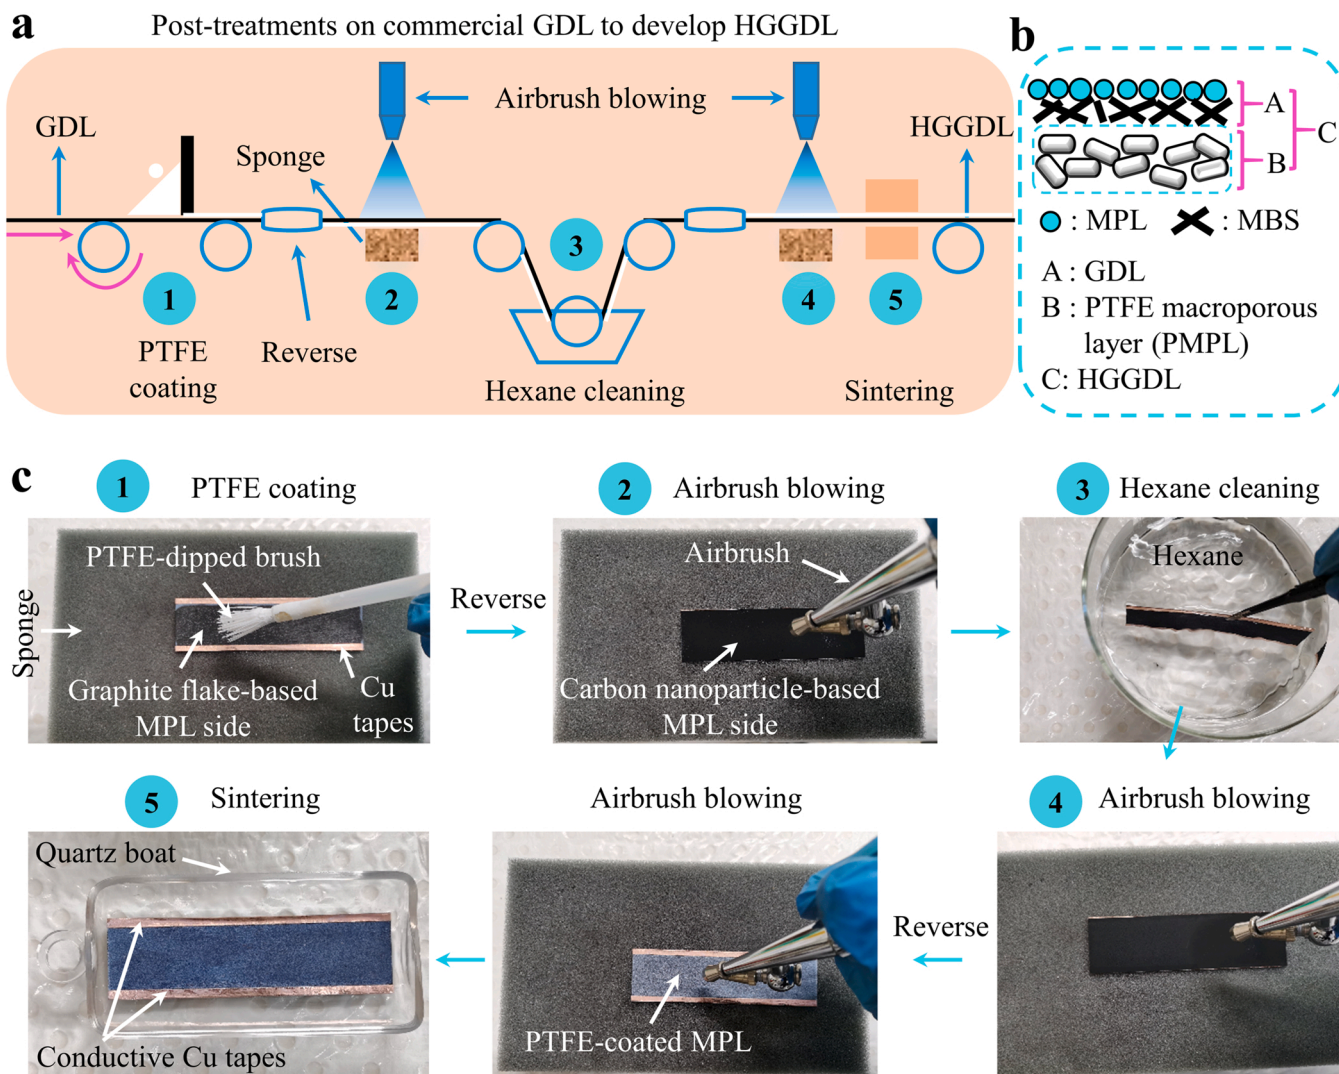 a
Post-treatments on commercial GDL to develop HGGDL
GDL
Sponge
Airbrush blowing
HGGDL
1
2
3
4
5
PTFE
coating
Reverse
Hexane cleaning
Sintering
b
A
B
C
: MPL
: MBS
A : GDL
B : PTFE macroporous
layer (PMPL)
C: HGGDL
c
1
PTFE coating
Sponge
PTFE-dipped brush
Graphite flake-based
MPL side
Cu
tapes
Reverse
2
Airbrush blowing
Airbrush
Carbon nanoparticle-based
MPL side
3
Hexane cleaning
Hexane
5
Sintering
Quartz boat
Conductive Cu tapes
Airbrush blowing
PTFE-coated MPL
Reverse
4
Airbrush blowing